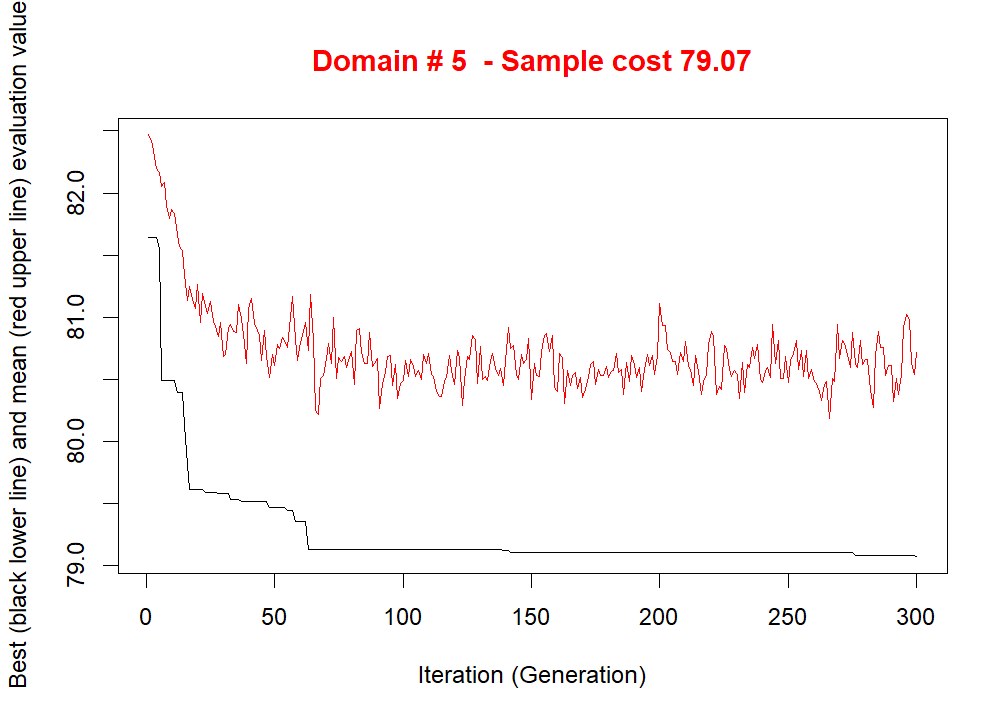 Domain # 5 - Sample cost 79.07
Best (black lower line) and mean (red upper line) evaluation value
82.0
81.0
80.0
79.0
0 50 100 150 200 250 300
Iteration (Generation)